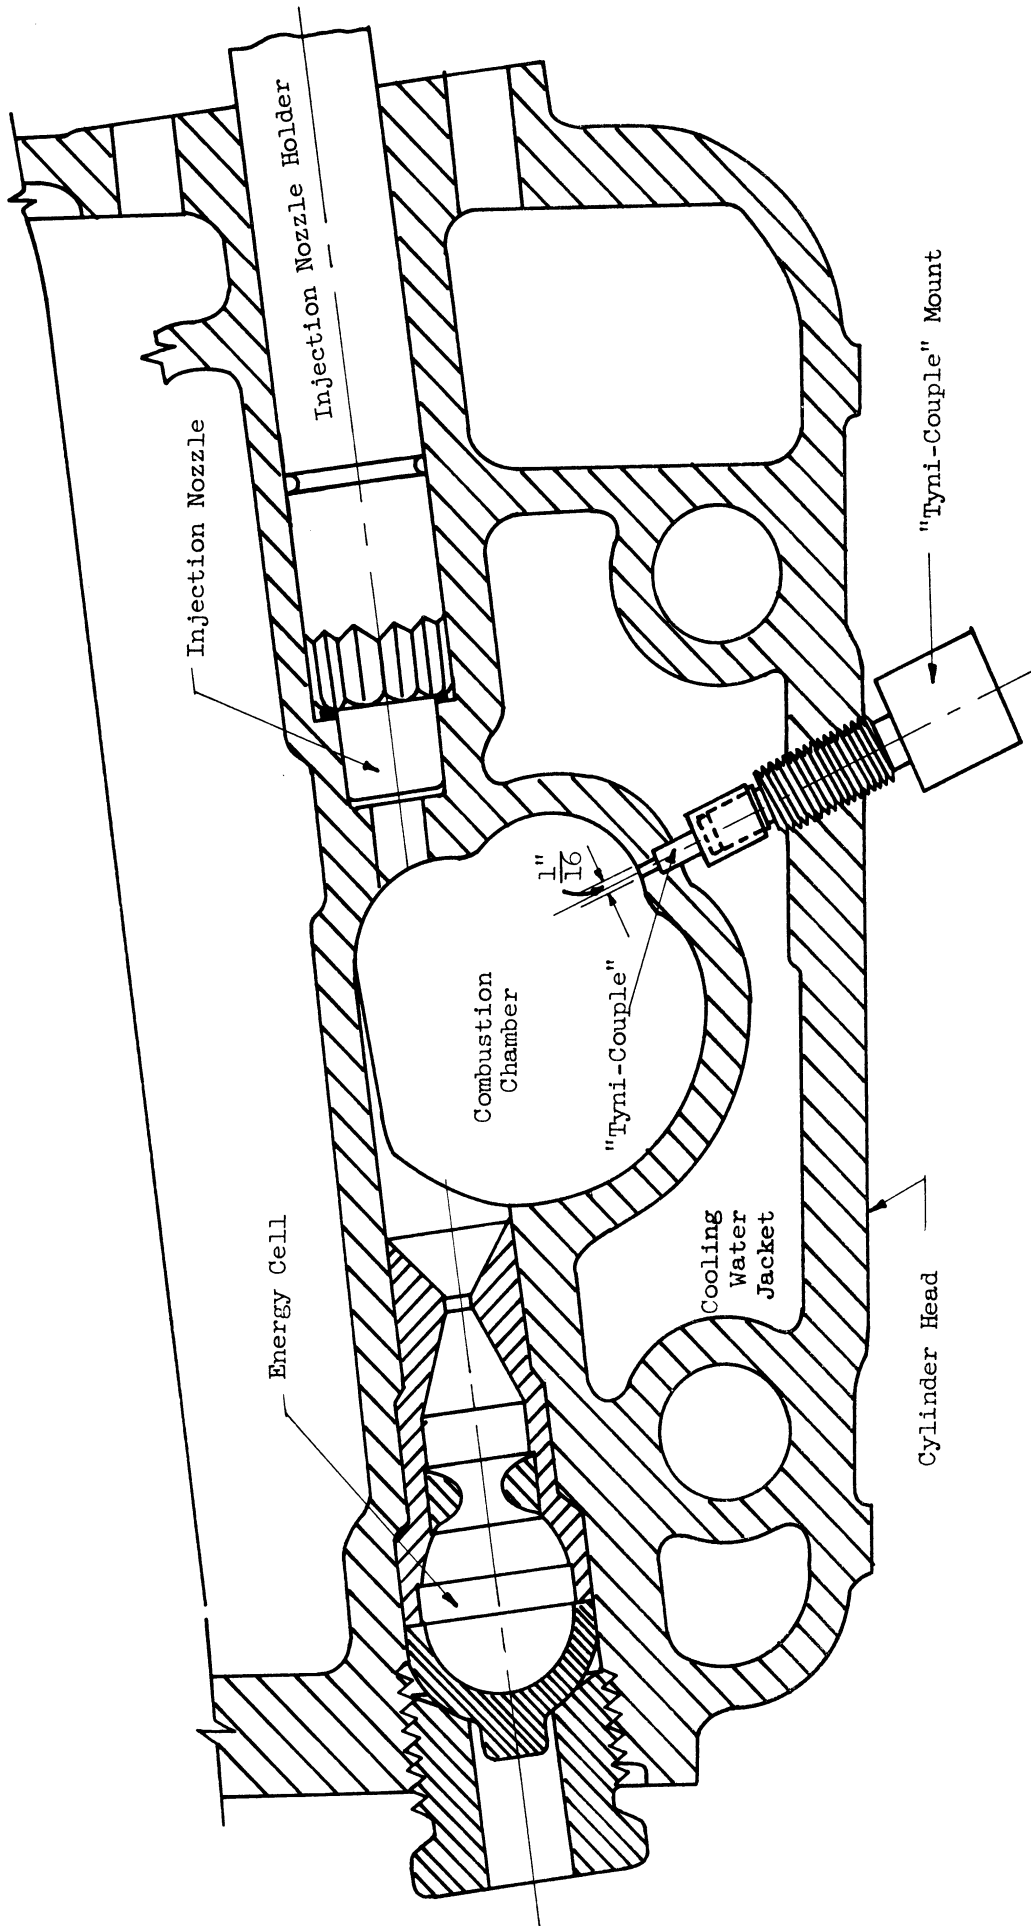 Injection Nozzle Holder
Injection Nozzle
"Tyni-Couple" Mount
1"
16
Combustion
Chamber
"Tyni-Couple"
Energy Cell
Cooling
Water
Jacket
Cylinder Head